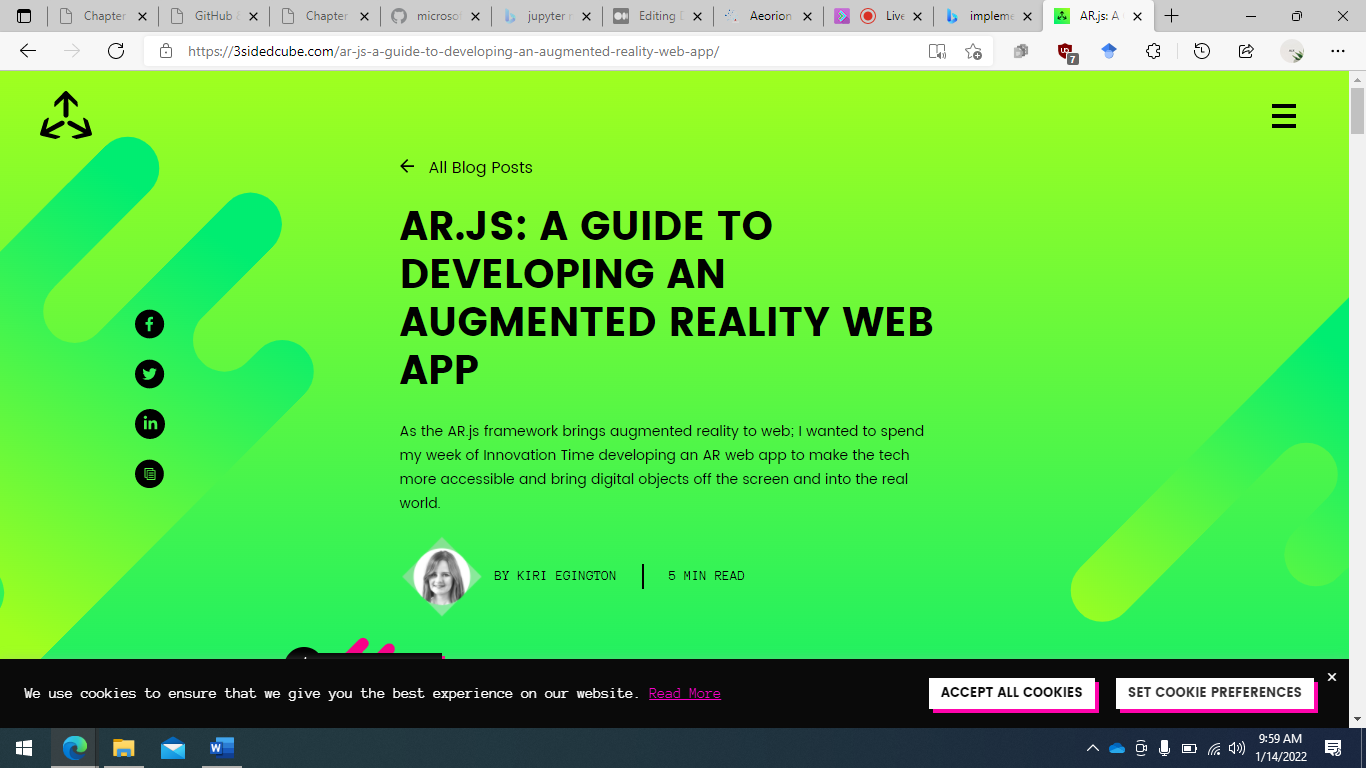 Chapter
GitHub
Chapter
microsof
jupyter
Editing
Aeorion
Live
impleme
AR.js: A
https://3sidedcube.com/ar-js-a-guide-to-developing-an-augmented-reality-web-app/
7
All Blog Posts
AR.JS: A GUIDE TO
DEVELOPING AN
AUGMENTED REALITY WEB
APP
As the AR.js framework brings augmented reality to web; I wanted to spend
my week of Innovation Time developing an AR web app to make the tech
more accessible and bring digital objects off the screen and into the real
world.
BY KIRI EGINGTON
5 MIN READ
We use cookies to ensure that we give you the best experience on our website. Read More
ACCEPT ALL COOKIES
SET COOKIE PREFERENCES
9:59 AM
1/14/2022